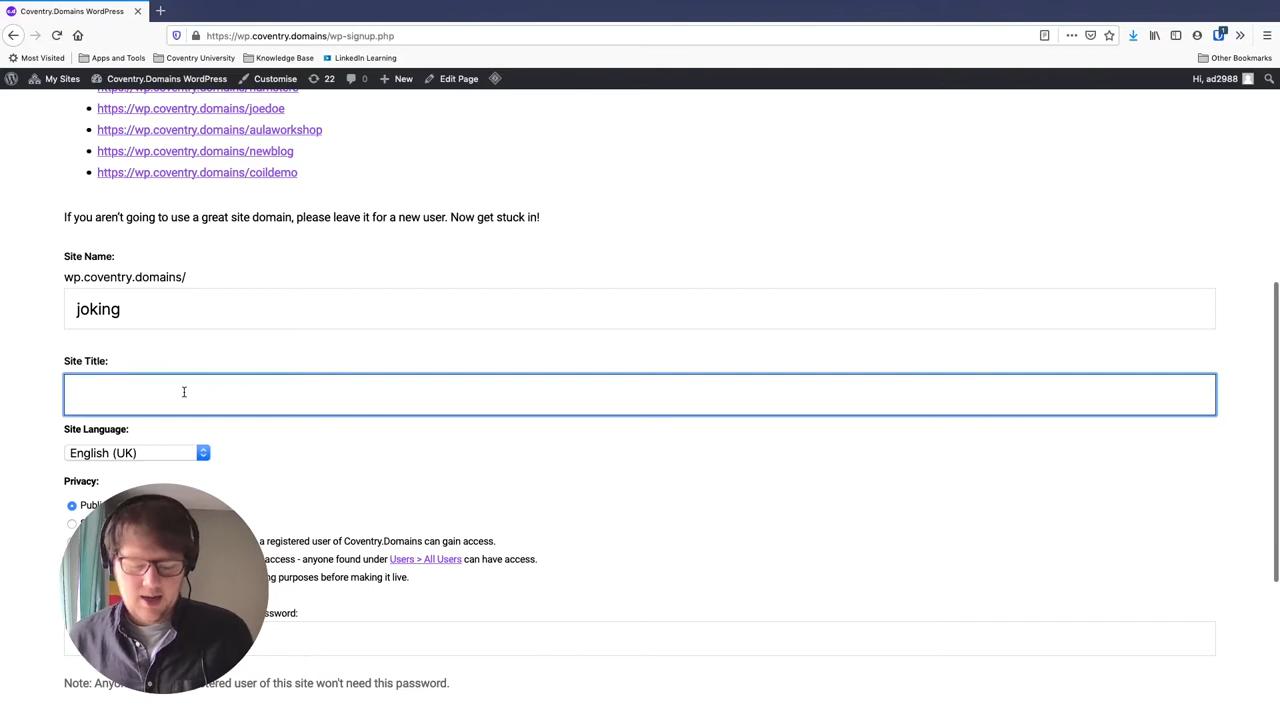 Coventry.Domains WordPress
https://wp.coventry.domains/wp-signup.php
Most Visited Apps and Tools Coventry University Knowledge Base LinkedIn Learning Other Bookmarks
My Sites Coventry.Domains WordPress Customise 22 0 New Edit Page Hi, ad2988
https://wp.coventry.domains/joedoe
https://wp.coventry.domains/aulaworkshop
https://wp.coventry.domains/newblog
https://wp.coventry.domains/coildemo
If you aren't going to use a great site domain, please leave it for a new user. Now get stuck in!
Site Name:
wp.coventry.domains/
joking
Site Title:
Site Language:
English (UK)
Privacy:
a registered user of Coventry.Domains can gain access.
access - anyone found under Users > All Users can have access.
purposes before making it live.
Note: user of this site won't need this password.